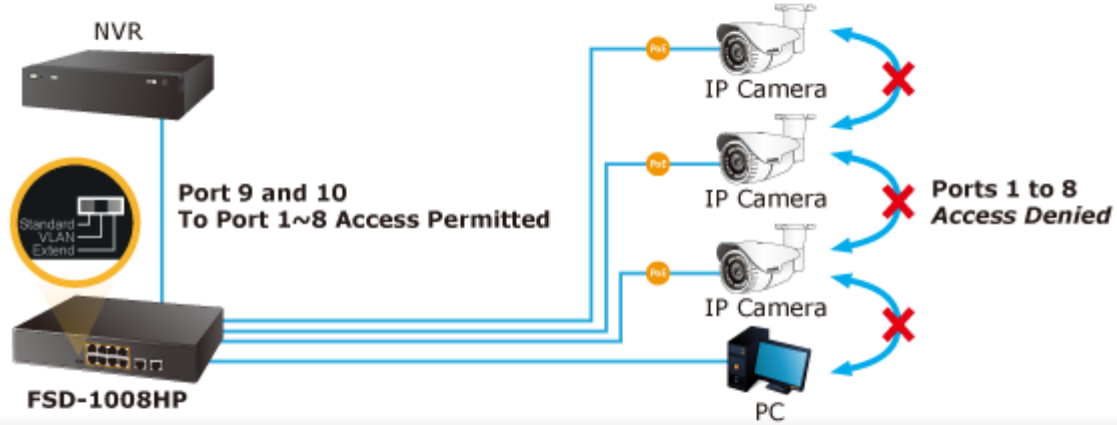 NVR
PoE
IP Camera
Port 9 and 10
To Port 1~8 Access Permitted
PoE
IP Camera
Ports 1 to 8
Access Denied
Standard
VLAN
Extend
PoE
IP Camera
FSD-1008HP
PC